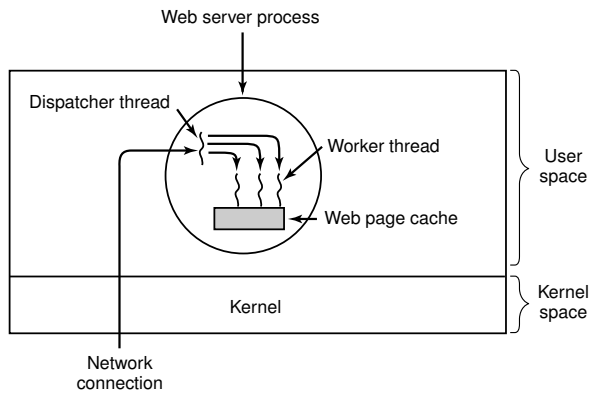 Web server process
Dispatcher thread
Worker thread
User
space
Web page cache
Kernel
Kernel
space
Network
connection